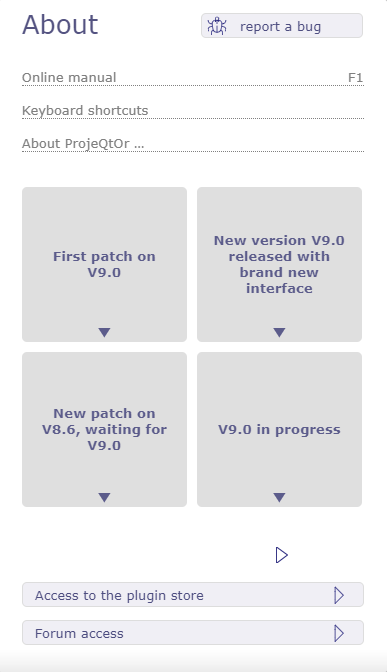 About
report a bug
Online manual F1
Keyboard shortcuts
About ProjeQtOr ...
First patch on
V9.0
New version V9.0
released with
brand new
interface
New patch on
V8.6, waiting for
V9.0
V9.0 in progress
Access to the plugin store
Forum access